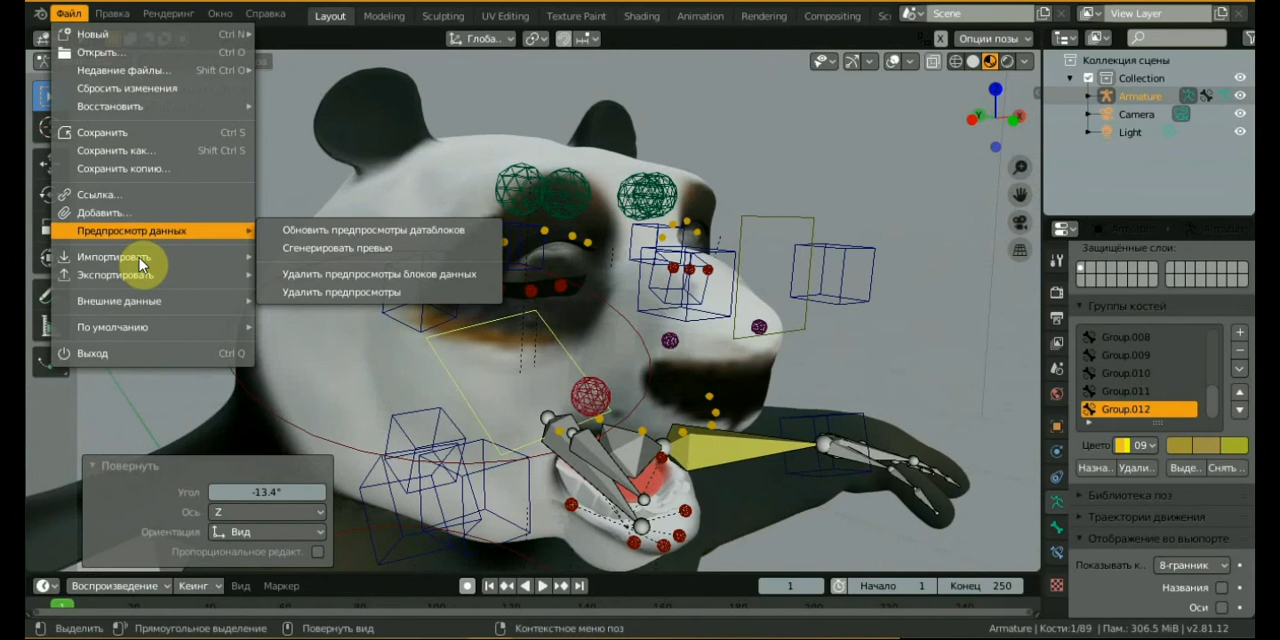 Файл Правка Рендеринг Окно Справка Layout Modeling Sculpting UV Editing Texture Paint Shading Animation Rendering Compositing Sc Scene View Layer
Глоба.. X Опции позы
Новый Ctrl N
Открыть... Ctrl O
Недавние файлы... Shift Ctrl O
Сбросить изменения
Восстановить
Сохранить Ctrl S
Сохранить как... Shift Ctrl S
Сохранить копию...
Ссылка...
Добавить...
Предпросмотр данных
Импортировать
Экспортировать
Внешние данные
По умолчанию
Выход Ctrl Q
Обновить предпросмотры датаблоков
Сгенерировать превью
Удалить предпросмотры блоков данных
Удалить предпросмотры
Коллекция сцены
Collection
Armature
Camera
Light
Защищённые слои:
Группы костей
Group.008
Group.009
Group.010
Group.011
Group.012
Цвето 09
Назна.. Удали.. Выде.. Снять ..
Библиотека поз
Траектории движения
Отображение во вьюпорте
Показывать к.. 8-гранник
Названия
Оси
Повернуть
Угол -13.4°
Ось Z
Ориентация Вид
Пропорциональное редакт.
Воспроизведение Кеинг Вид Маркер 1 Начало 1 Конец 250
1
Выделить Прямоугольное выделение Повернуть вид Контекстное меню поз Armature | Кости:1/89 | Пам.: 306.5 MiB | v2.81.12